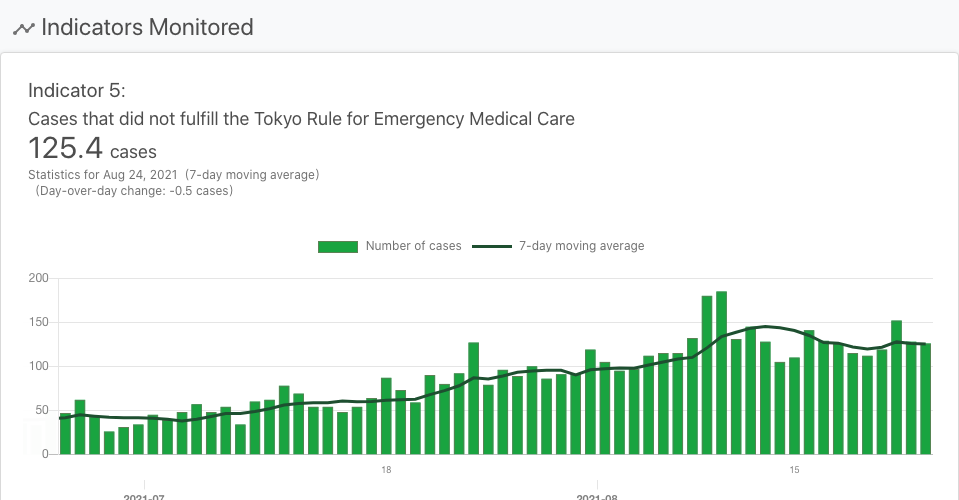 Indicators Monitored
Indicator 5:
Cases that did not fulfill the Tokyo Rule for Emergency Medical Care
125.4 cases
Statistics for Aug 24, 2021 (7-day moving average)
(Day-over-day change: -0.5 cases)
Number of cases 7-day moving average
200
150
100
50
0
18 15
2021-07 2021-08